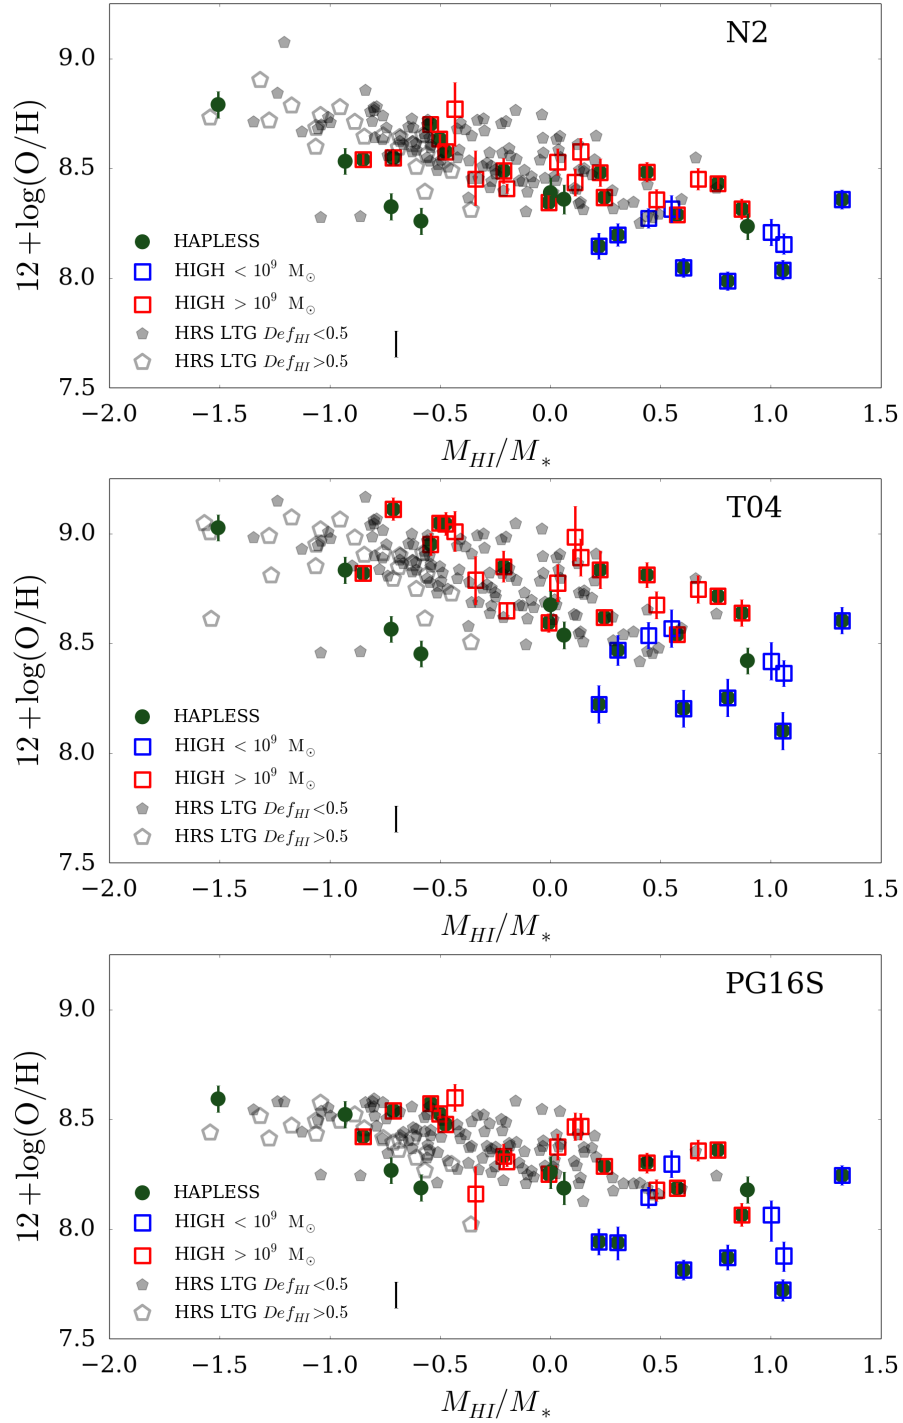 N2
12+log(O/H)
9.0
8.5
8.0
7.5
HAPLESS
HIGH < 10⁹ M⊙
HIGH > 10⁹ M⊙
HRS LTG Def_HI<0.5
HRS LTG Def_HI>0.5
−2.0 −1.5 −1.0 −0.5 0.0 0.5 1.0 1.5
M_HI/M_*
T04
12+log(O/H)
9.0
8.5
8.0
7.5
HAPLESS
HIGH < 10⁹ M⊙
HIGH > 10⁹ M⊙
HRS LTG Def_HI<0.5
HRS LTG Def_HI>0.5
−2.0 −1.5 −1.0 −0.5 0.0 0.5 1.0 1.5
M_HI/M_*
PG16S
12+log(O/H)
9.0
8.5
8.0
7.5
HAPLESS
HIGH < 10⁹ M⊙
HIGH > 10⁹ M⊙
HRS LTG Def_HI<0.5
HRS LTG Def_HI>0.5
−2.0 −1.5 −1.0 −0.5 0.0 0.5 1.0 1.5
M_HI/M_*